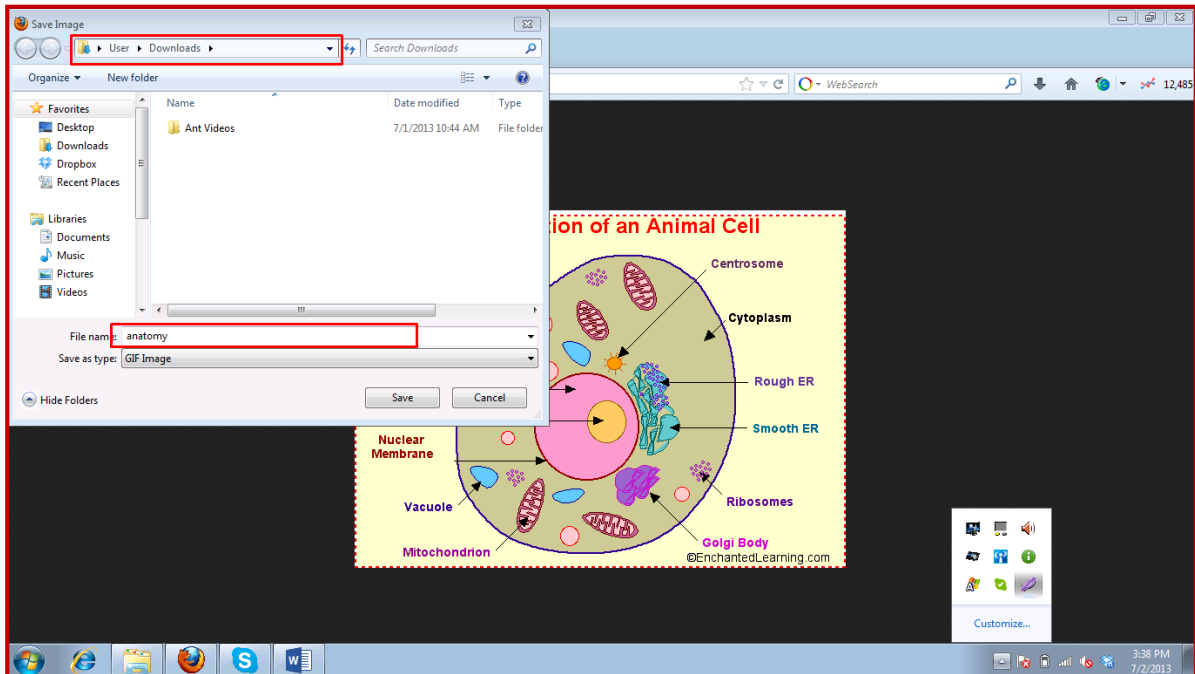 Save Image
User Downloads
Search Downloads
Organize New folder
Favorites
Desktop
Downloads
Dropbox
Recent Places
Libraries
Documents
Music
Pictures
Videos
Name Date modified Type
Ant Videos 7/1/2013 10:44 AM File folder
File name: anatomy
Save as type: GIF Image
Hide Folders
Save Cancel
WebSearch
12,485
tion of an Animal Cell
Centrosome
Cytoplasm
Rough ER
Smooth ER
Nuclear
Membrane
Vacuole
Ribosomes
Mitochondrion
Golgi Body
©EnchantedLearning.com
Customize...
3:38 PM
7/2/2013